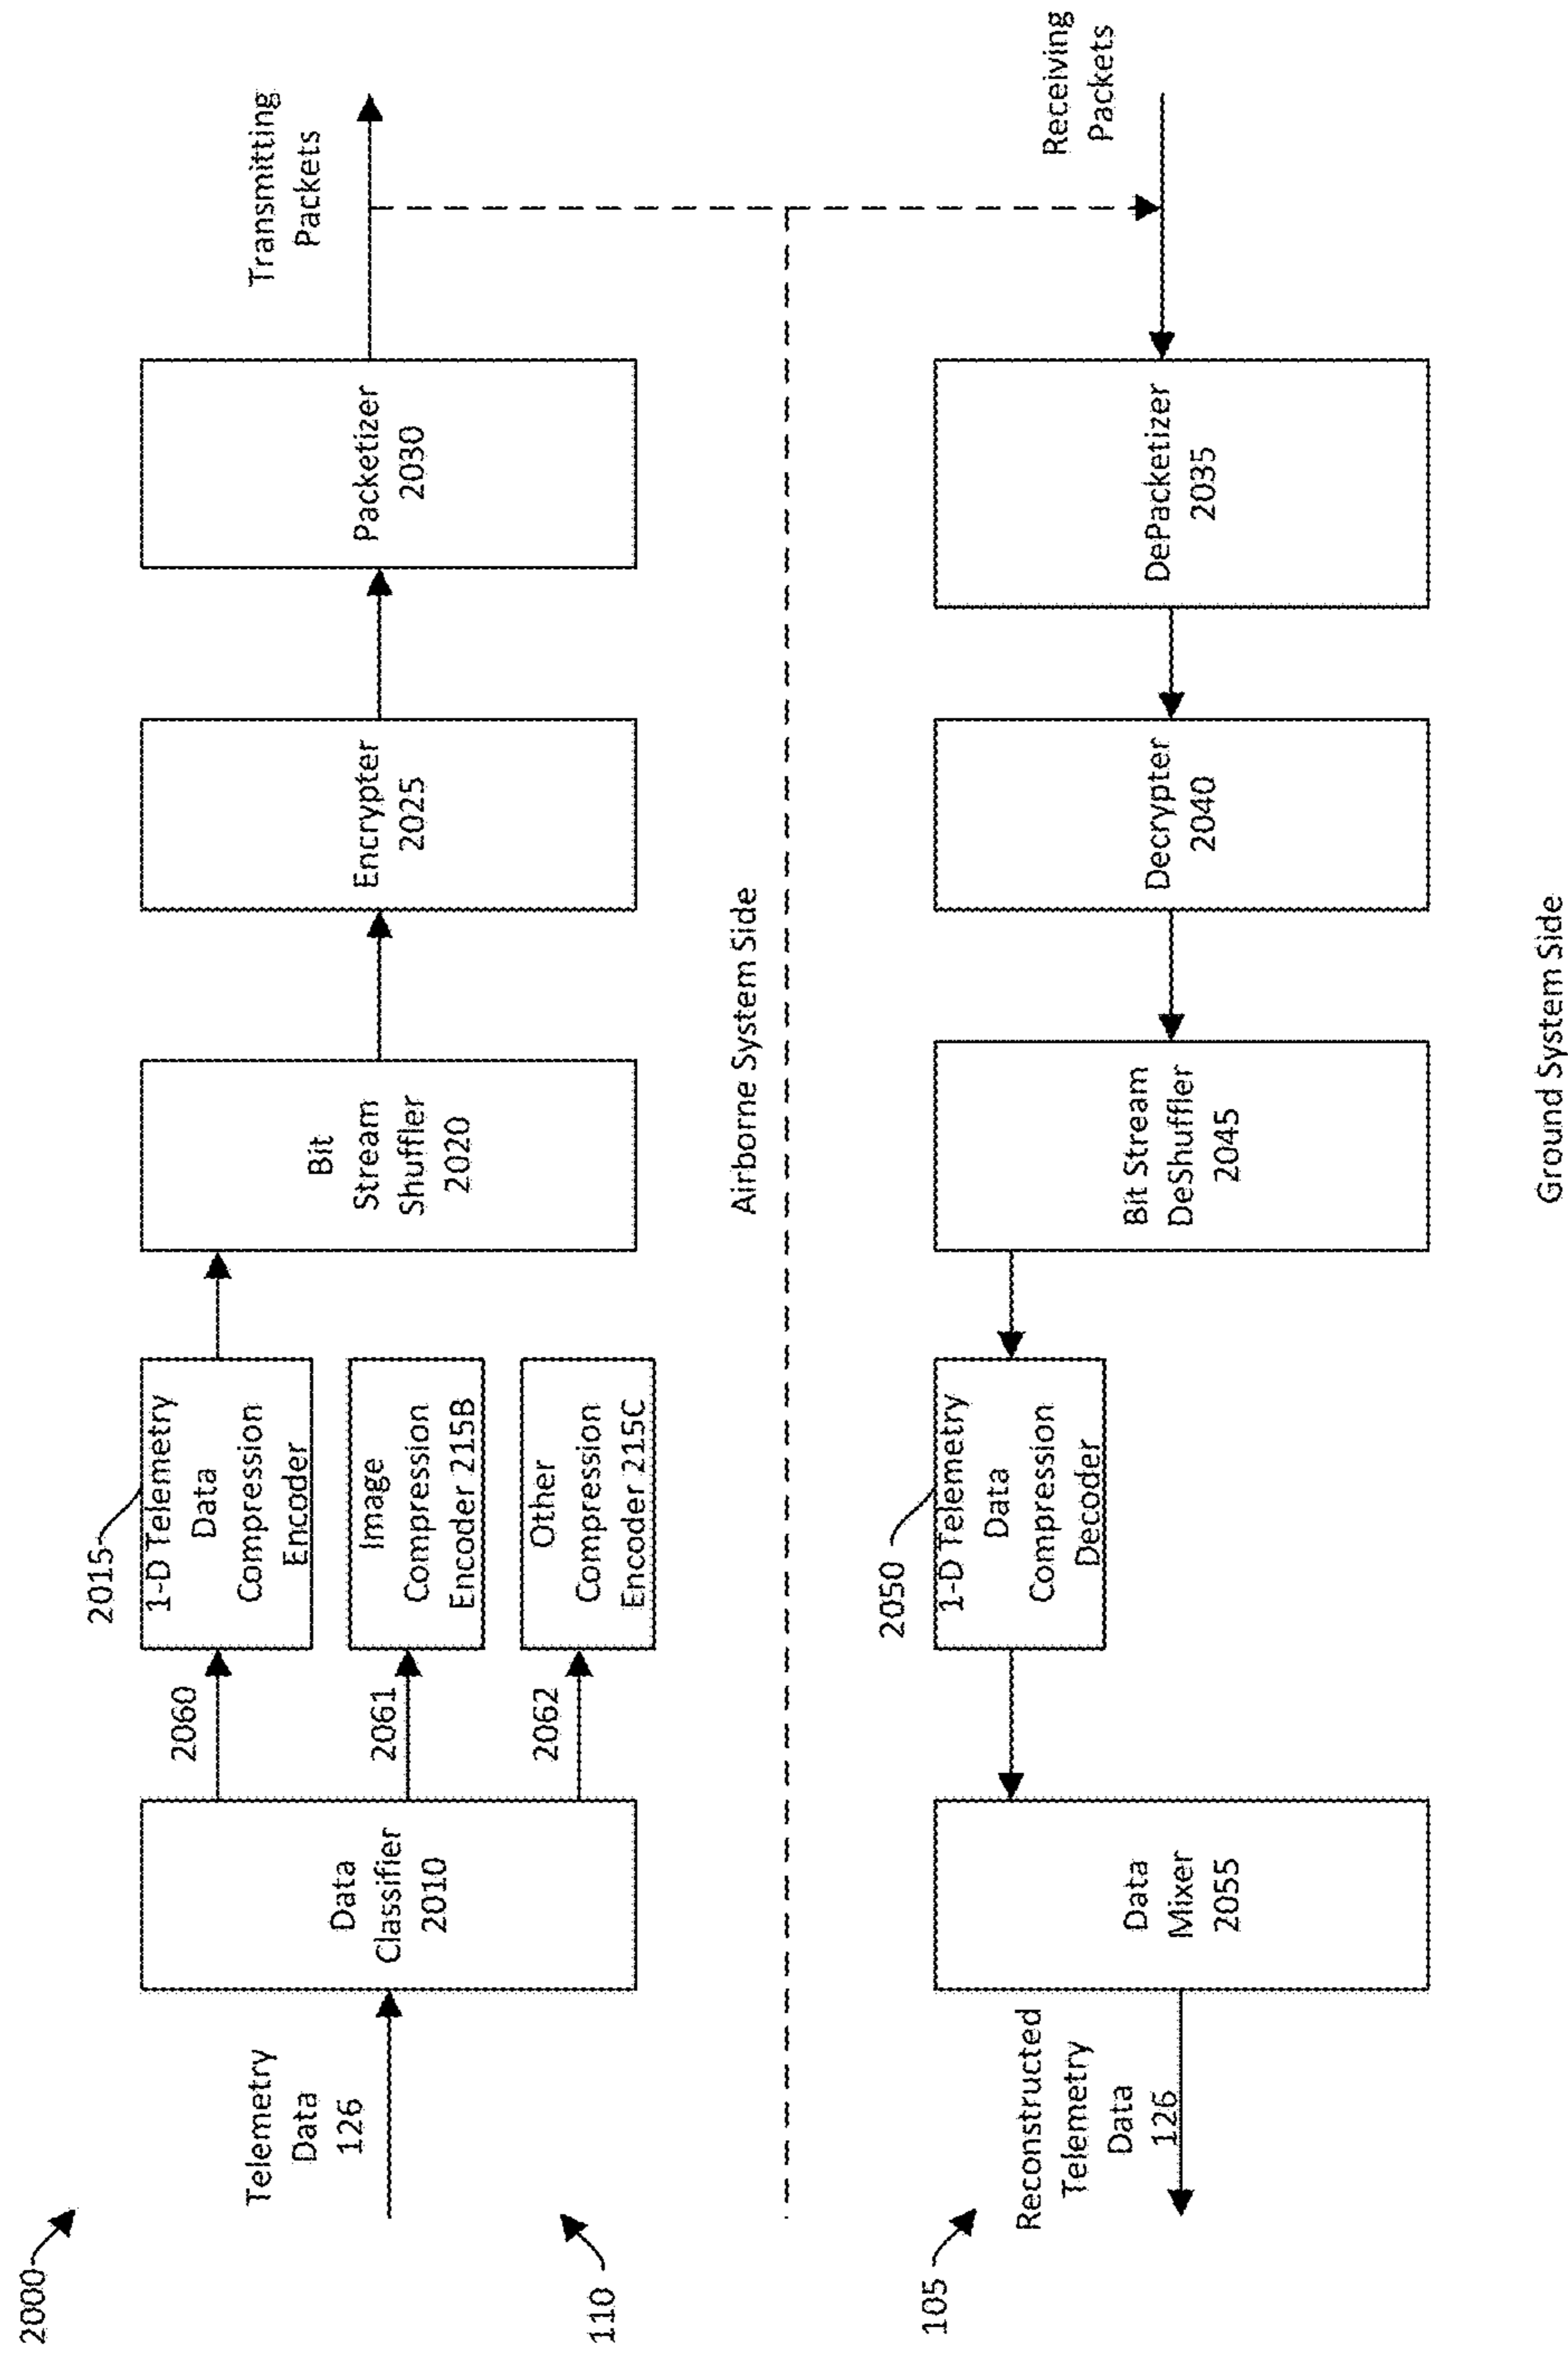 2000
110
Telemetry
Data
126
Data
Classifier
2010
2060
2061
2062
2015
1-D Telemetry
Data
Compression
Encoder
Image
Compression
Encoder 215B
Other
Compression
Encoder 215C
Bit
Stream
Shuffler
2020
Encrypter
2025
Packetizer
2030
Transmitting
Packets
Airborne System Side
105
Reconstructed
Telemetry
Data
126
Data
Mixer
2055
2050
1-D Telemetry
Data
Compression
Decoder
Bit Stream
DeShuffler
2045
Decrypter
2040
DePacketizer
2035
Receiving
Packets
Ground System Side